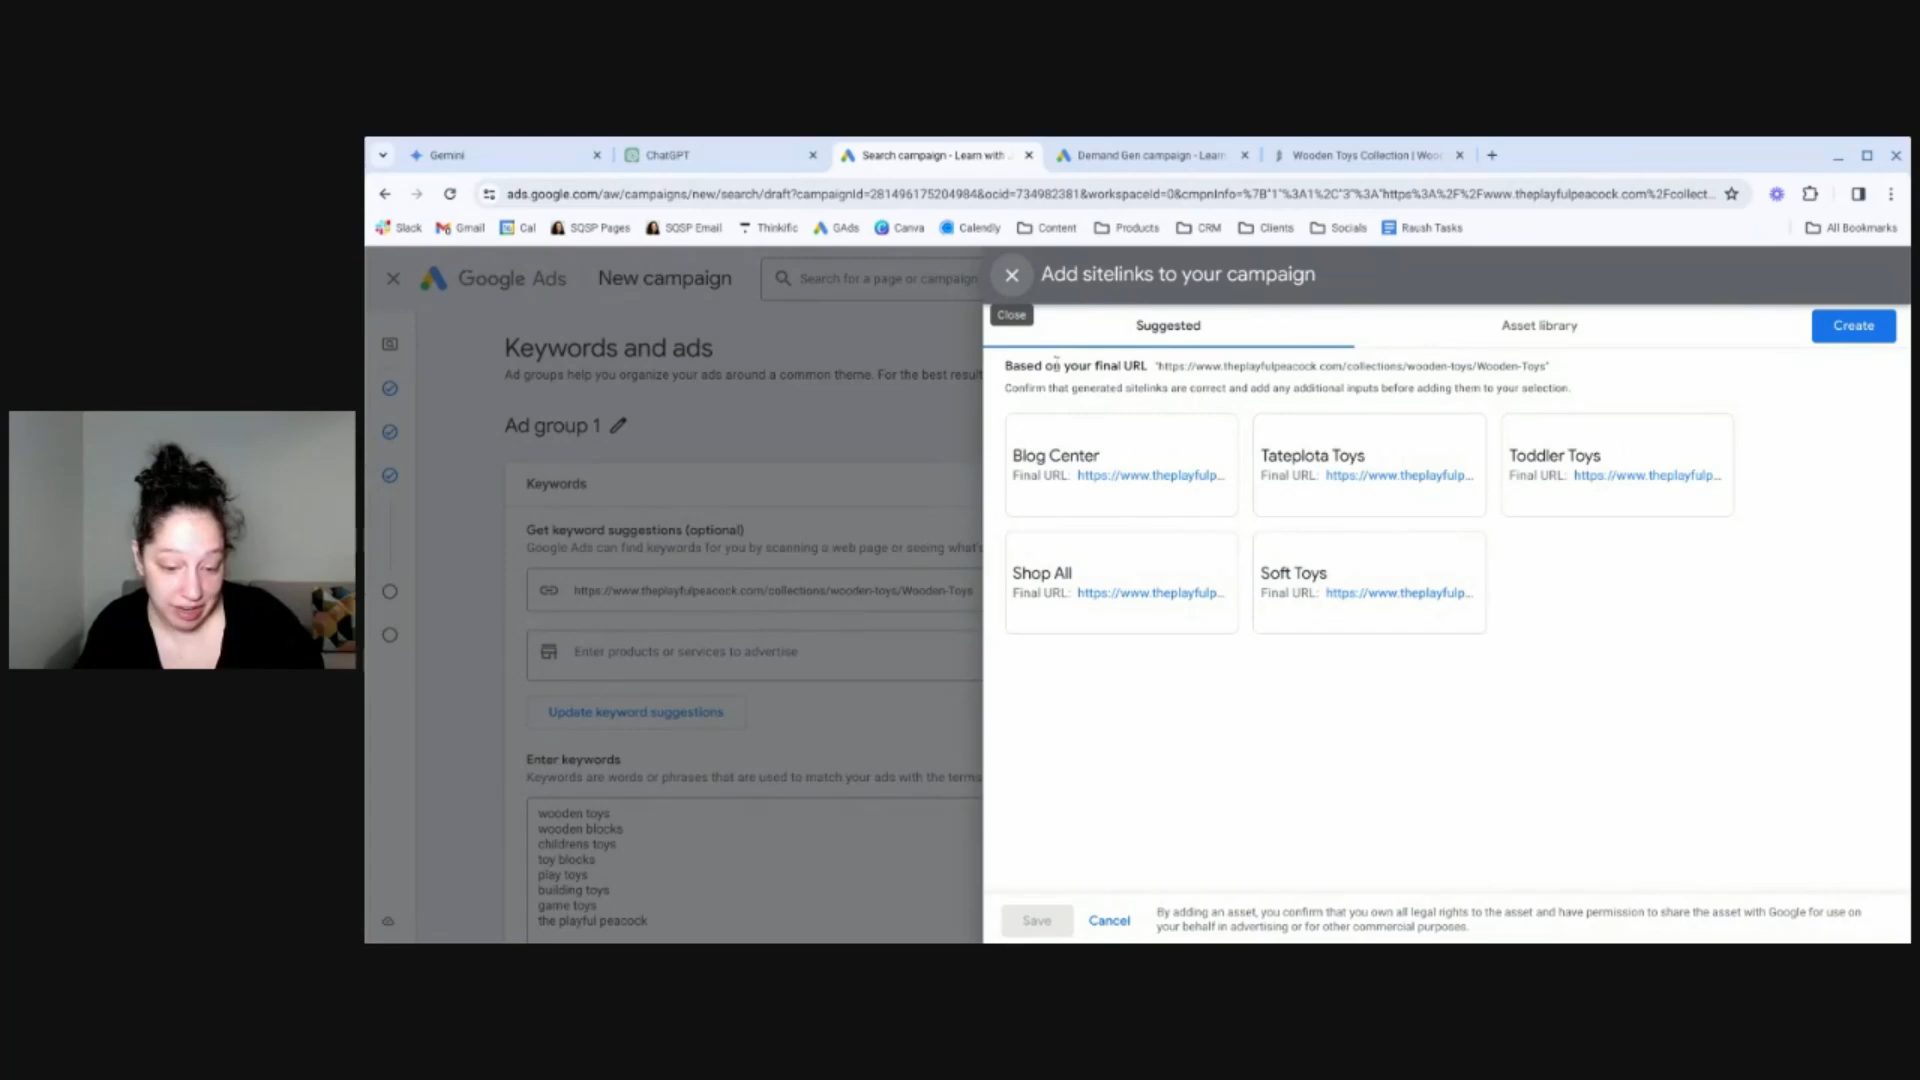 Gemini
ChatGPT
Search campaign - Learn with
Demand Gen campaign - Learn
Wooden Toys Collection | Woo
ads.google.com/aw/campaigns/new/search/draft?campaignId=281496175204984&ocid=734982381&workspaceId=0&cmpnInfo=%7B"1"%3A1%2C"3"%3A"https%3A%2F%2Fwww.theplayfulpeacock.com%2Fcollect...
Slack
Gmail
Cal
SQSP Pages
SQSP Email
Thinkific
GAds
Canva
Calendly
Content
Products
CRM
Clients
Socials
Raush Tasks
All Bookmarks
Google Ads
New campaign
Search for a page or campaign
Add sitelinks to your campaign
Close
Keywords and ads
Ad groups help you organize your ads around a common theme. For the best result
Ad group 1
Keywords
Get keyword suggestions (optional)
Google Ads can find keywords for you by scanning a web page or seeing what's
https://www.theplayfulpeacock.com/collections/wooden-toys/Wooden-Toys
Enter products or services to advertise
Update keyword suggestions
Enter keywords
Keywords are words or phrases that are used to match your ads with the terms
wooden toys
wooden blocks
childrens toys
toy blocks
play toys
building toys
game toys
the playful peacock
Suggested
Asset library
Create
Based on your final URL "https://www.theplayfulpeacock.com/collections/wooden-toys/Wooden-Toys"
Confirm that generated sitelinks are correct and add any additional inputs before adding them to your selection.
Blog Center
Final URL: https://www.theplayfulp...
Tateplota Toys
Final URL: https://www.theplayfulp...
Toddler Toys
Final URL: https://www.theplayfulp...
Shop All
Final URL: https://www.theplayfulp...
Soft Toys
Final URL: https://www.theplayfulp...
Save
Cancel
By adding an asset, you confirm that you own all legal rights to the asset and have permission to share the asset with Google for use on
your behalf in advertising or for other commercial purposes.